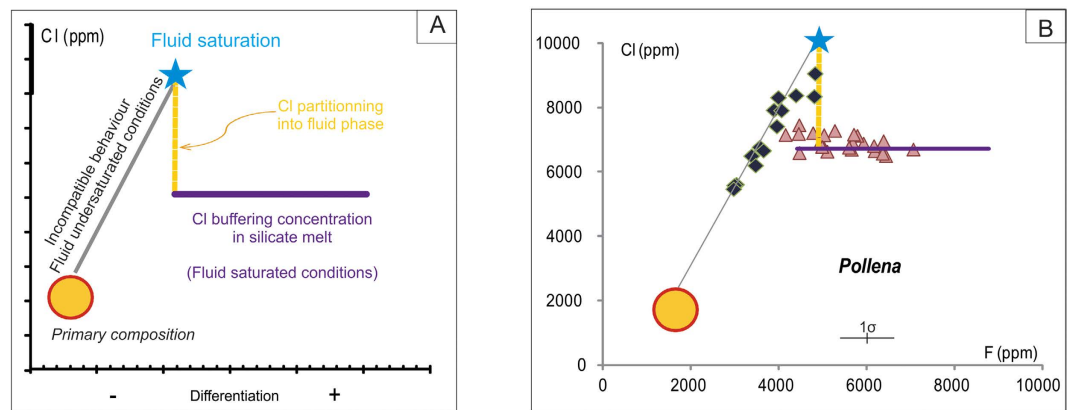 A
Cl (ppm)
Fluid saturation
Incompatible behaviour
Fluid undersaturated conditions
Cl partitionning
into fluid phase
Cl buffering concentration
in silicate melt
(Fluid saturated conditions)
Primary composition
-
Differentiation
+
B
Cl (ppm)
10000
8000
6000
4000
2000
0
Pollena
1σ
F (ppm)
0
2000
4000
6000
8000
10000